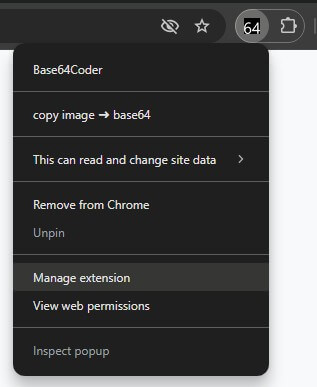 64
Base64Coder
copy image ➜ base64
This can read and change site data
Remove from Chrome
Unpin
Manage extension
View web permissions
Inspect popup